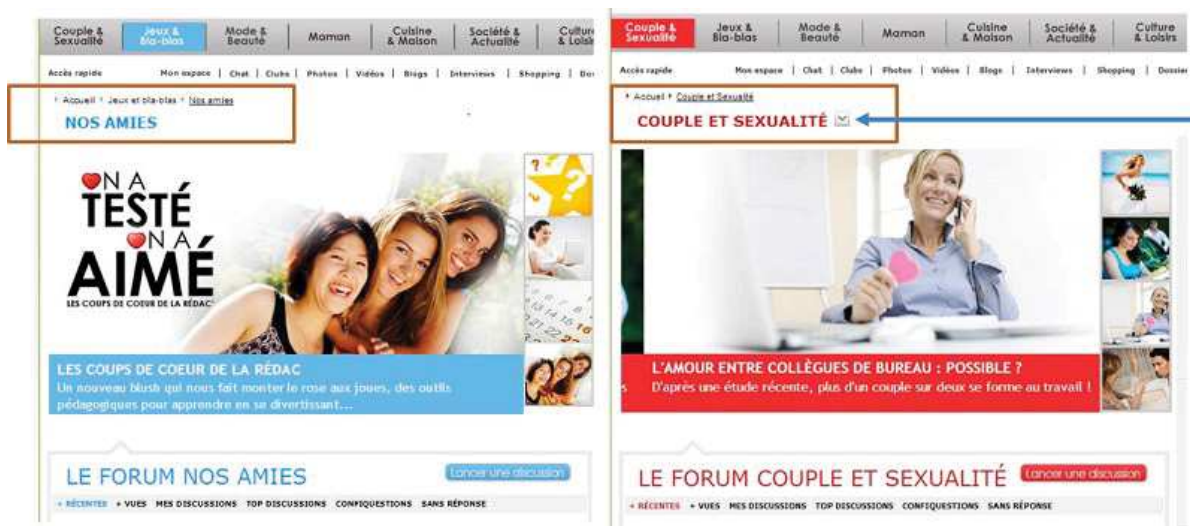 Couple & Sexualité
Jeux & Bla-blas
Mode & Beauté
Maman
Cuisine & Maison
Société & Actualité
Accès rapide
Mon espace | Chat | Clubs | Photos | Vidéos | Blogs | Interviews | Shopping |
Accueil Jeux et bla-blas Nos amies
NOS AMIES
ON A
TESTÉ
ON A
AIMÉ
LES COUPS DE COEUR DE LA RÉDAC'
LES COUPS DE COEUR DE LA RÉDAC
Un nouveau blush qui nous fait monter le rose aux joues, des outils
pédagogiques pour apprendre en se divertissant...
LE FORUM NOS AMIES
Lancer une discussion
+ RÉCENTES + VUES MES DISCUSSIONS TOP DISCUSSIONS CONFIQUESTIONS SANS RÉPONSE
Couple & Sexualité
Jeux & Bla-blas
Mode & Beauté
Maman
Cuisine & Maison
Société & Actualité
Culture & Loisirs
Accès rapide
Mon espace | Chat | Clubs | Photos | Vidéos | Blogs | Interviews | Shopping | Dossier
Accueil Couple et Sexualité
COUPLE ET SEXUALITÉ
L'AMOUR ENTRE COLLÈGUES DE BUREAU : POSSIBLE ?
D'après une étude récente, plus d'un couple sur deux se forme au travail !
LE FORUM COUPLE ET SEXUALITÉ
Lancer une discussion
+ RÉCENTES + VUES MES DISCUSSIONS TOP DISCUSSIONS CONFIQUESTIONS SANS RÉPONSE